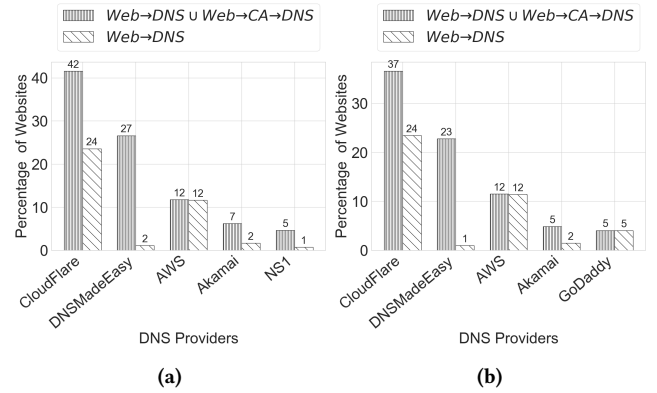 Web→DNS ∪ Web→CA→DNS
Web→DNS
Percentage of Websites
40
30
20
10
0
42
24
27
2
12
12
7
2
5
1
CloudFlare
DNSMadeEasy
AWS
Akamai
NS1
DNS Providers
(a)
Web→DNS ∪ Web→CA→DNS
Web→DNS
Percentage of Websites
30
20
10
0
37
24
23
1
12
12
5
2
5
5
CloudFlare
DNSMadeEasy
AWS
Akamai
GoDaddy
DNS Providers
(b)